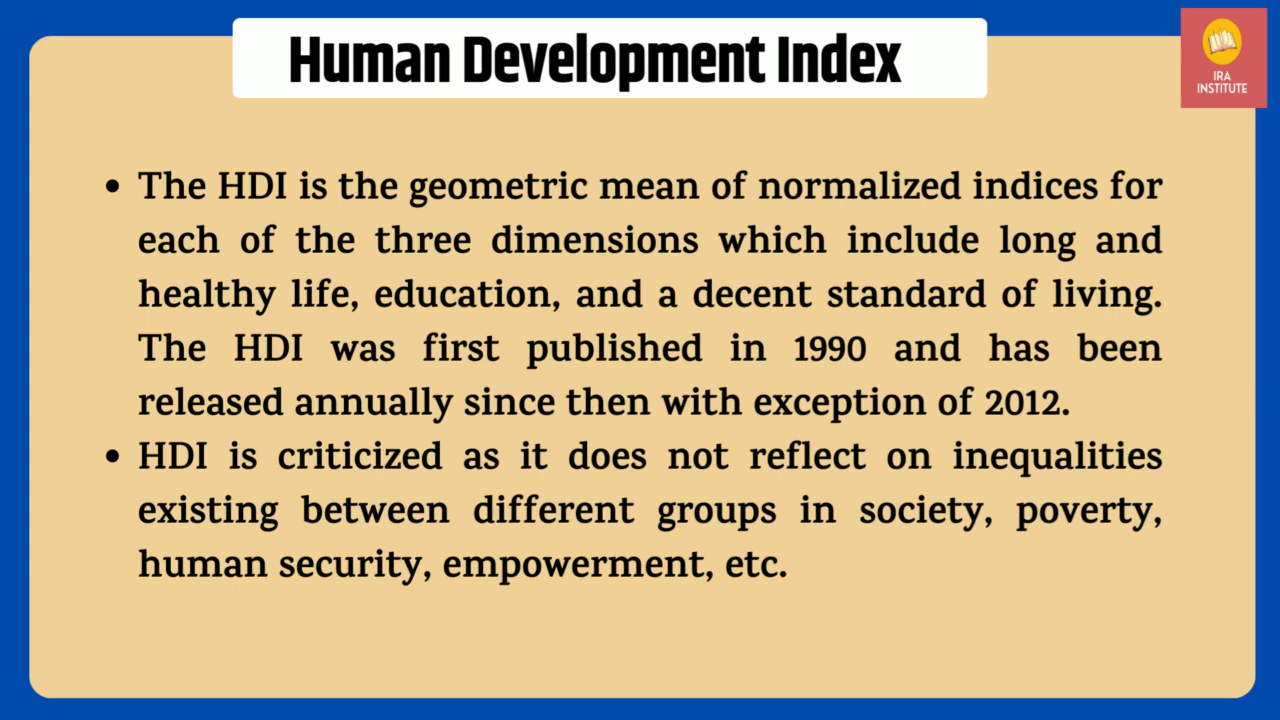 Human Development Index
IRA
INSTITUTE
• The HDI is the geometric mean of normalized indices for
each of the three dimensions which include long and
healthy life, education, and a decent standard of living.
The HDI was first published in 1990 and has been
released annually since then with exception of 2012.
• HDI is criticized as it does not reflect on inequalities
existing between different groups in society, poverty,
human security, empowerment, etc.